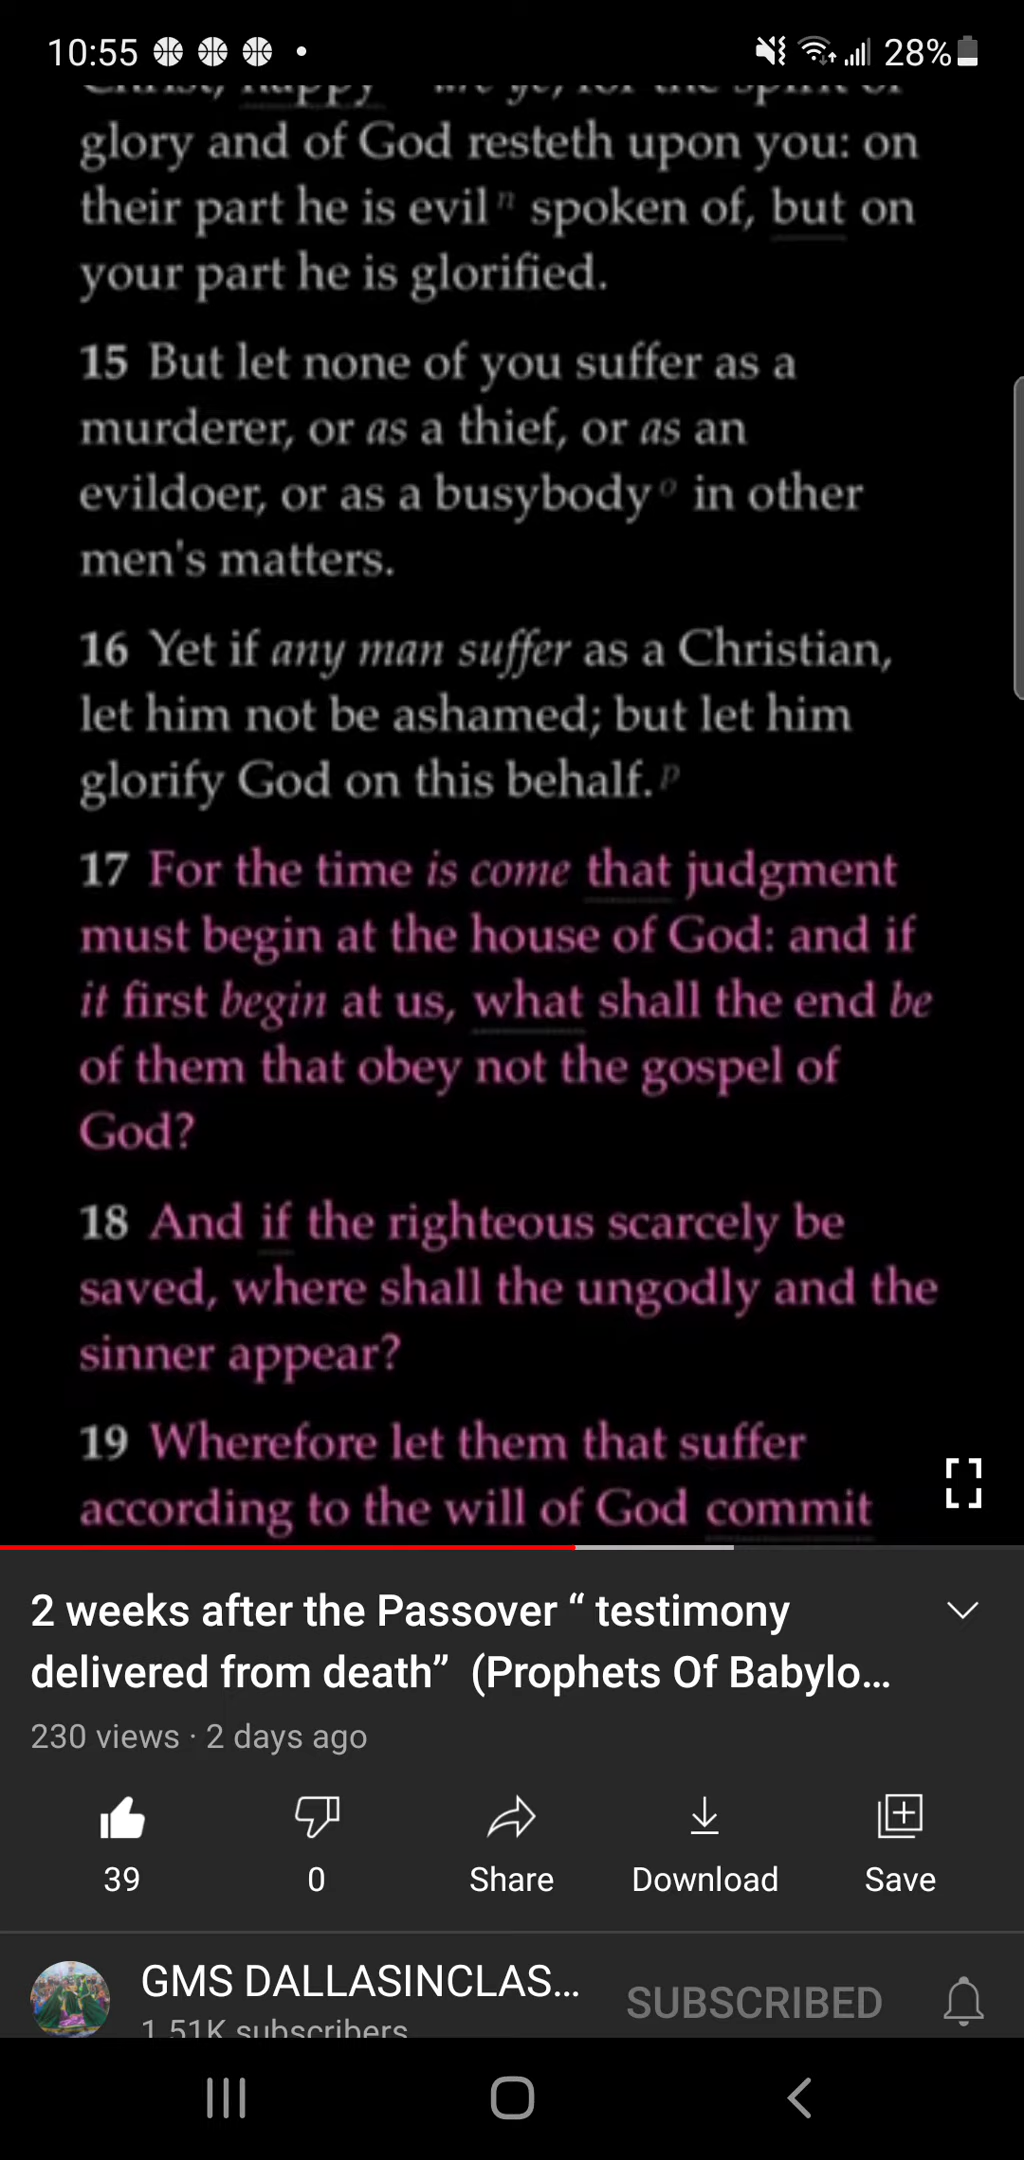 10:55 28%
glory and of God resteth upon you: on
their part he is evil n spoken of, but on
your part he is glorified.
15 But let none of you suffer as a
murderer, or as a thief, or as an
evildoer, or as a busybody o in other
men's matters.
16 Yet if any man suffer as a Christian,
let him not be ashamed; but let him
glorify God on this behalf. p
17 For the time is come that judgment
must begin at the house of God: and if
it first begin at us, what shall the end be
of them that obey not the gospel of
God?
18 And if the righteous scarcely be
saved, where shall the ungodly and the
sinner appear?
19 Wherefore let them that suffer
according to the will of God commit
2 weeks after the Passover “ testimony
delivered from death” (Prophets Of Babylo...
230 views · 2 days ago
39 0 Share Download Save
GMS DALLASINCLAS... SUBSCRIBED
1.51K subscribers